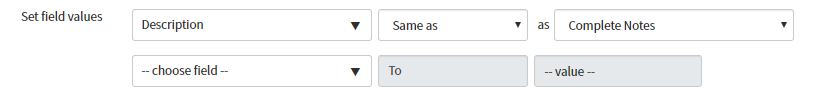 Set field values Description Same as as Complete Notes
-- choose field -- To -- value --